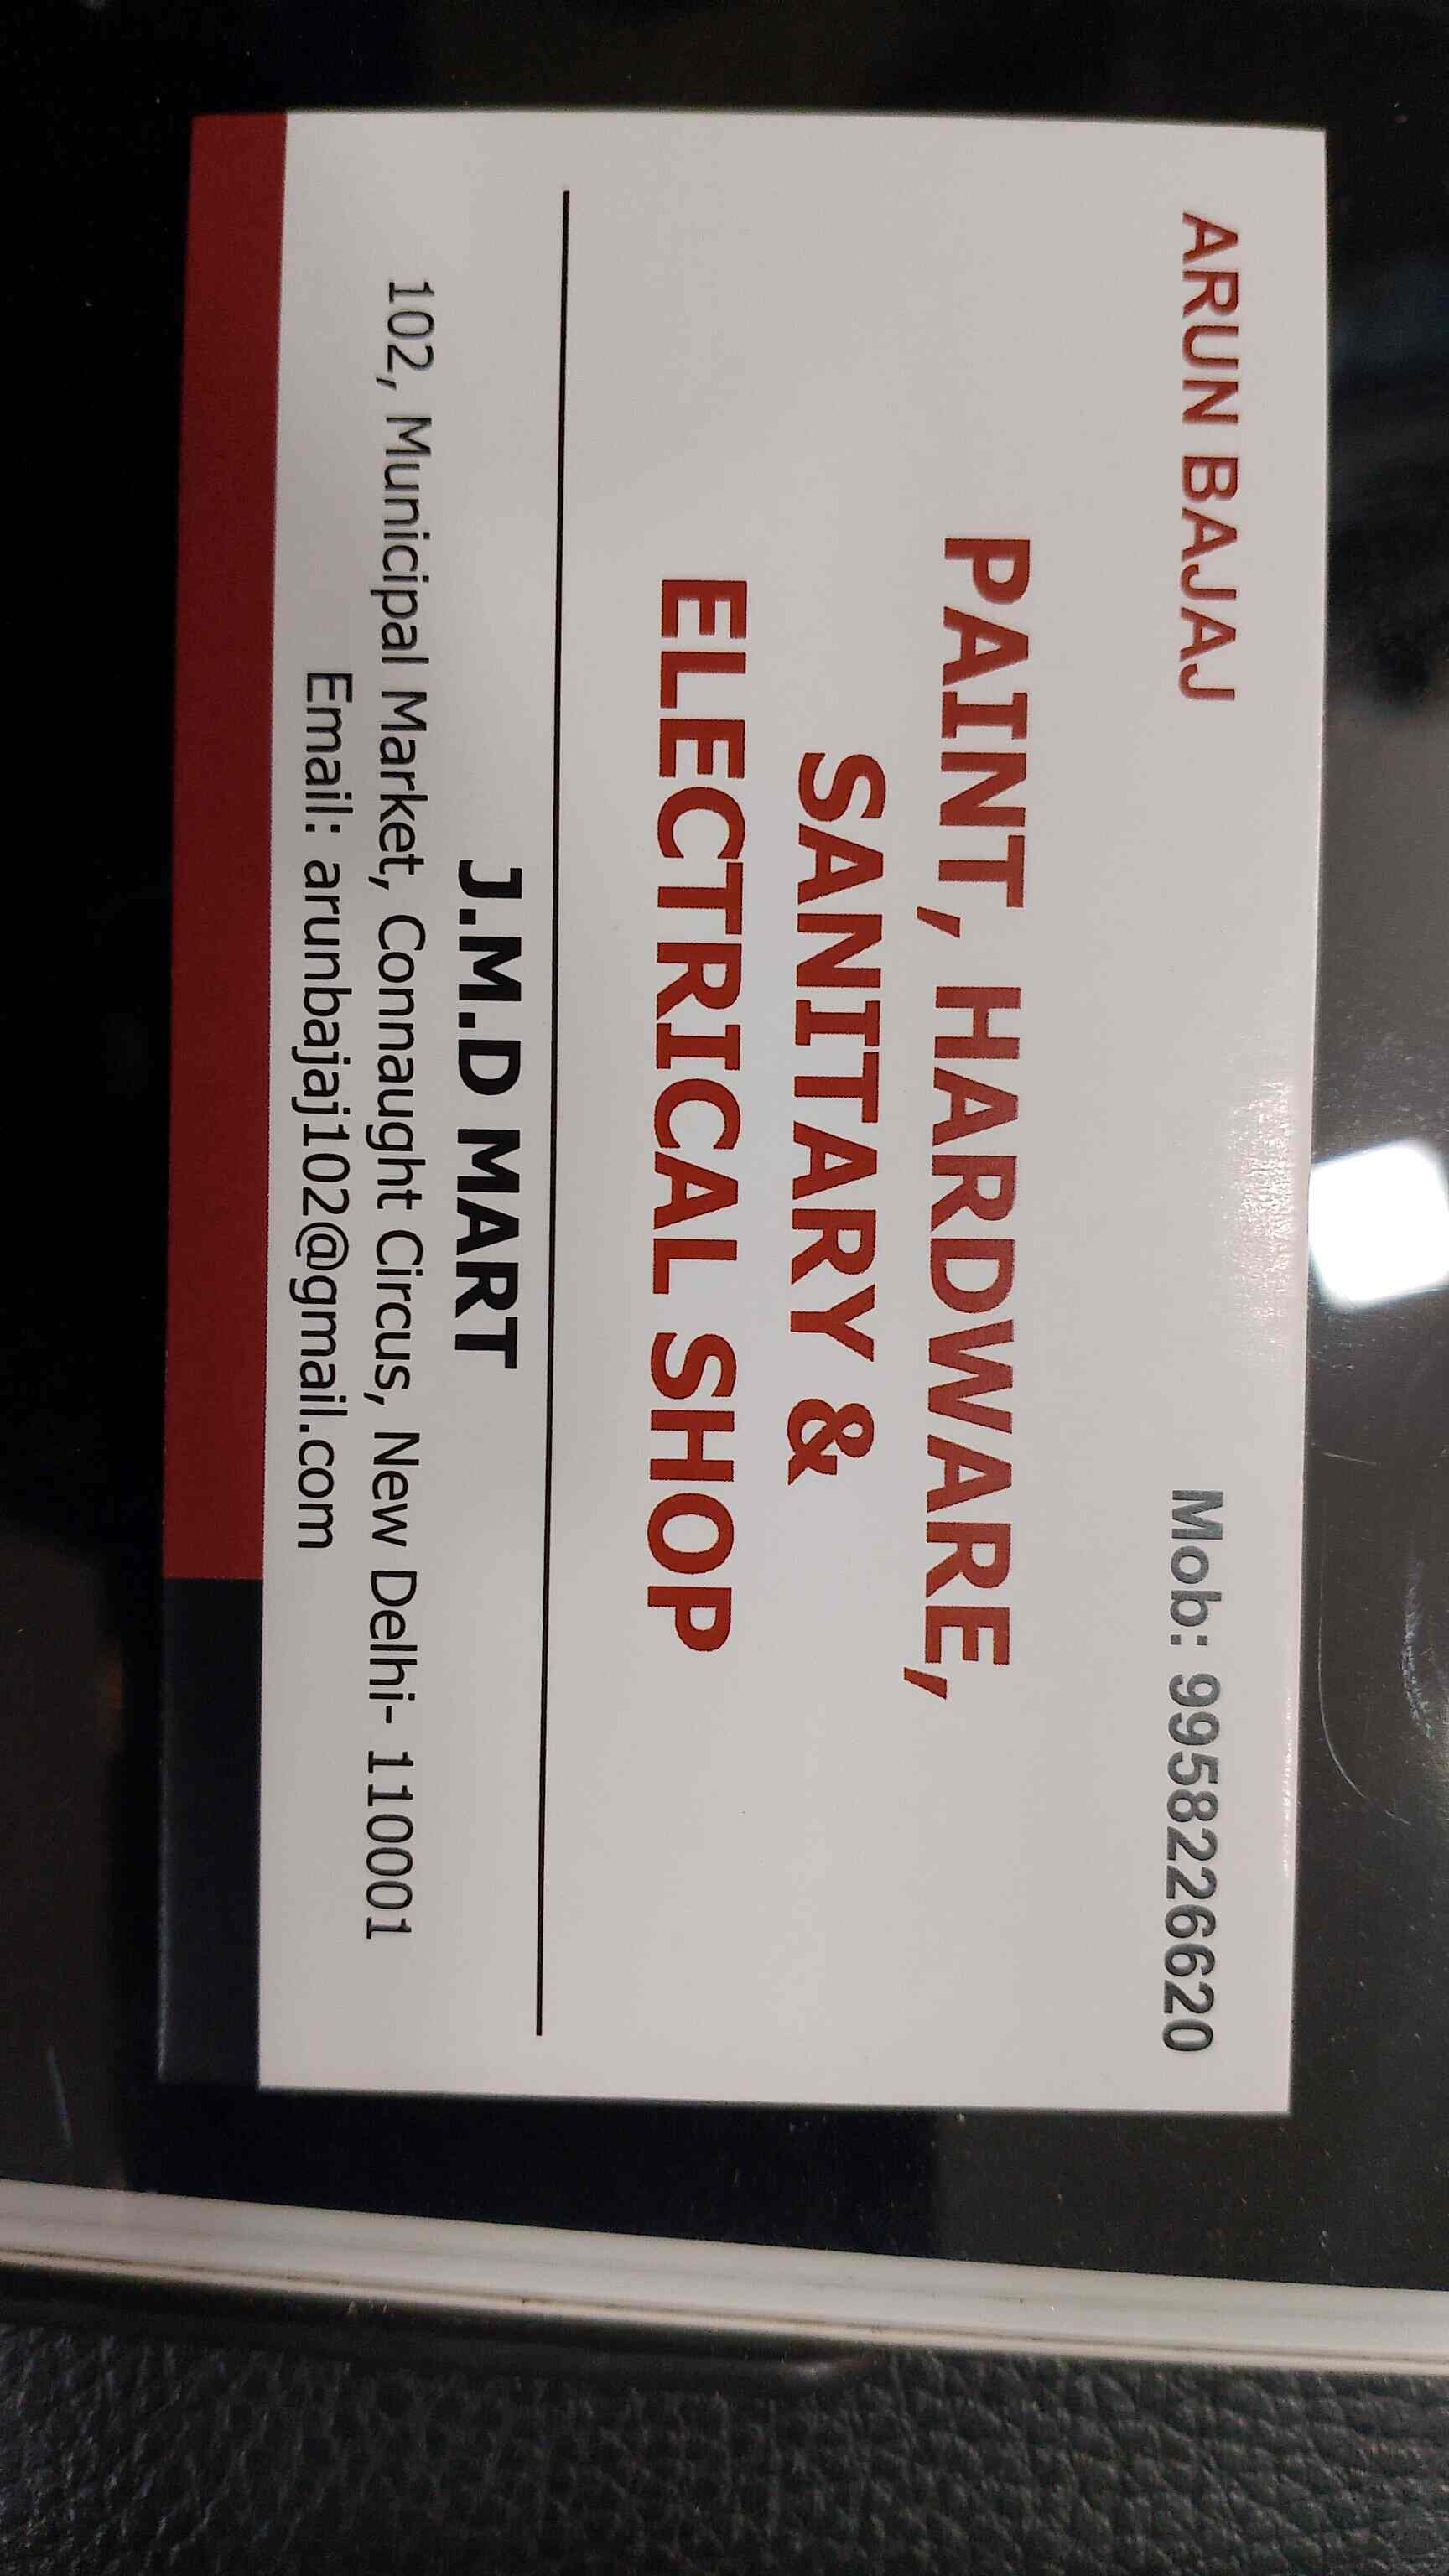 ARUN BAJAJ
Mob: 9958226620
PAINT, HARDWARE,
SANITARY &
ELECTRICAL SHOP
J.M.D MART
102, Municipal Market, Connaught Circus, New Delhi- 110001
Email: arunbajaj102@gmail.com